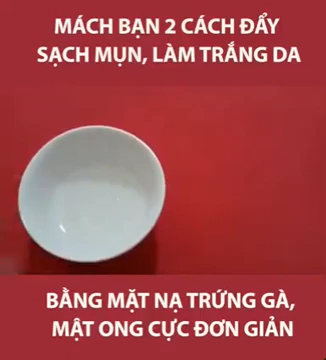 MÁCH BẠN 2 CÁCH ĐẨY
SẠCH MỤN, LÀM TRẮNG DA
BẰNG MẶT NẠ TRỨNG GÀ,
MẬT ONG CỰC ĐƠN GIẢN